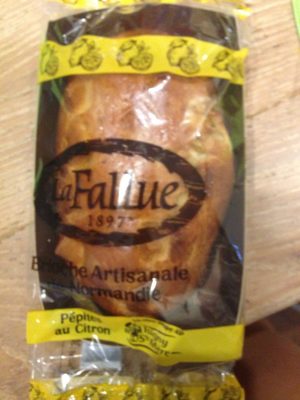 La Fallue
1897
Brioche Artisanale
Normandie
Pépites
au Citron